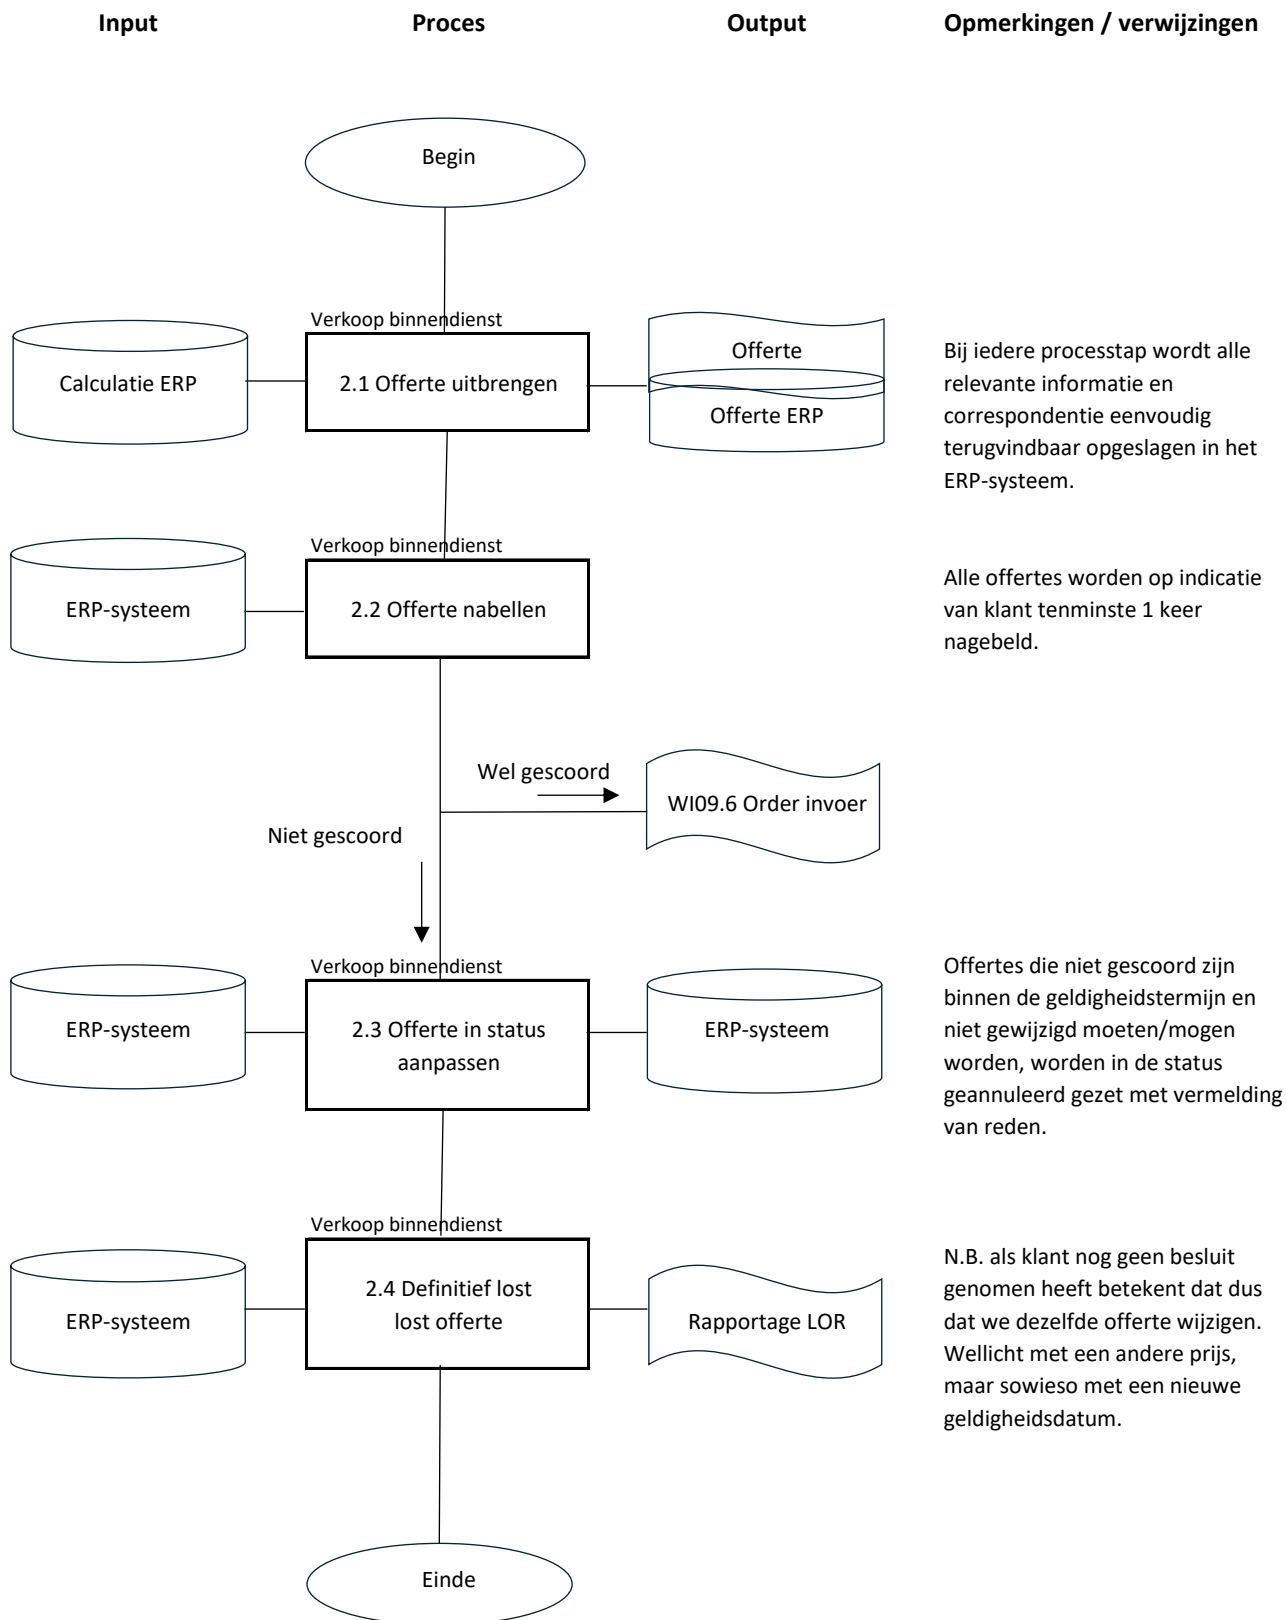 Input
Proces
Output
Opmerkingen / verwijzingen
Begin
Verkoop binnendienst
Calculatie ERP
2.1 Offerte uitbrengen
Offerte
Offerte ERP
Bij iedere processtap wordt alle
relevante informatie en
correspondentie eenvoudig
terugvindbaar opgeslagen in het
ERP-systeem.
Verkoop binnendienst
ERP-systeem
2.2 Offerte nabellen
Alle offertes worden op indicatie
van klant tenminste 1 keer
nagebeld.
Wel gescoord
WI09.6 Order invoer
Niet gescoord
Verkoop binnendienst
ERP-systeem
2.3 Offerte in status
aanpassen
ERP-systeem
Offertes die niet gescoord zijn
binnen de geldigheidstermijn en
niet gewijzigd moeten/mogen
worden, worden in de status
geannuleerd gezet met vermelding
van reden.
Verkoop binnendienst
ERP-systeem
2.4 Definitief lost
lost offerte
Rapportage LOR
N.B. als klant nog geen besluit
genomen heeft betekent dat dus
dat we dezelfde offerte wijzigen.
Wellicht met een andere prijs,
maar sowieso met een nieuwe
geldigheidsdatum.
Einde